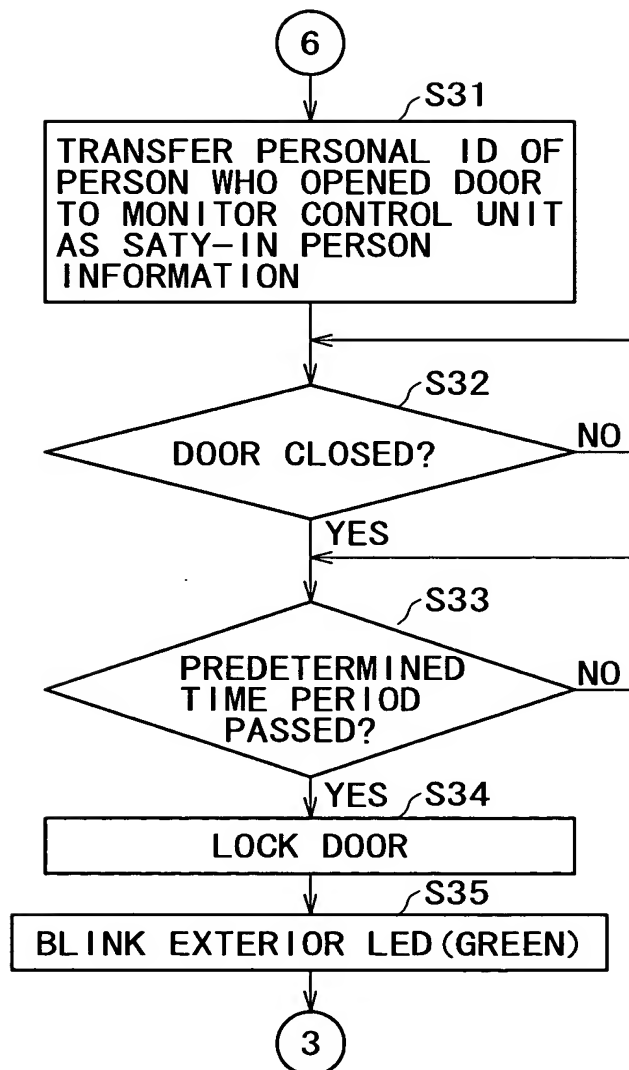 6
S31
TRANSFER PERSONAL ID OF
PERSON WHO OPENED DOOR
TO MONITOR CONTROL UNIT
AS SATY-IN PERSON
INFORMATION
S32
DOOR CLOSED?
NO
YES
S33
PREDETERMINED
TIME PERIOD
PASSED?
NO
YES
S34
LOCK DOOR
S35
BLINK EXTERIOR LED(GREEN)
3